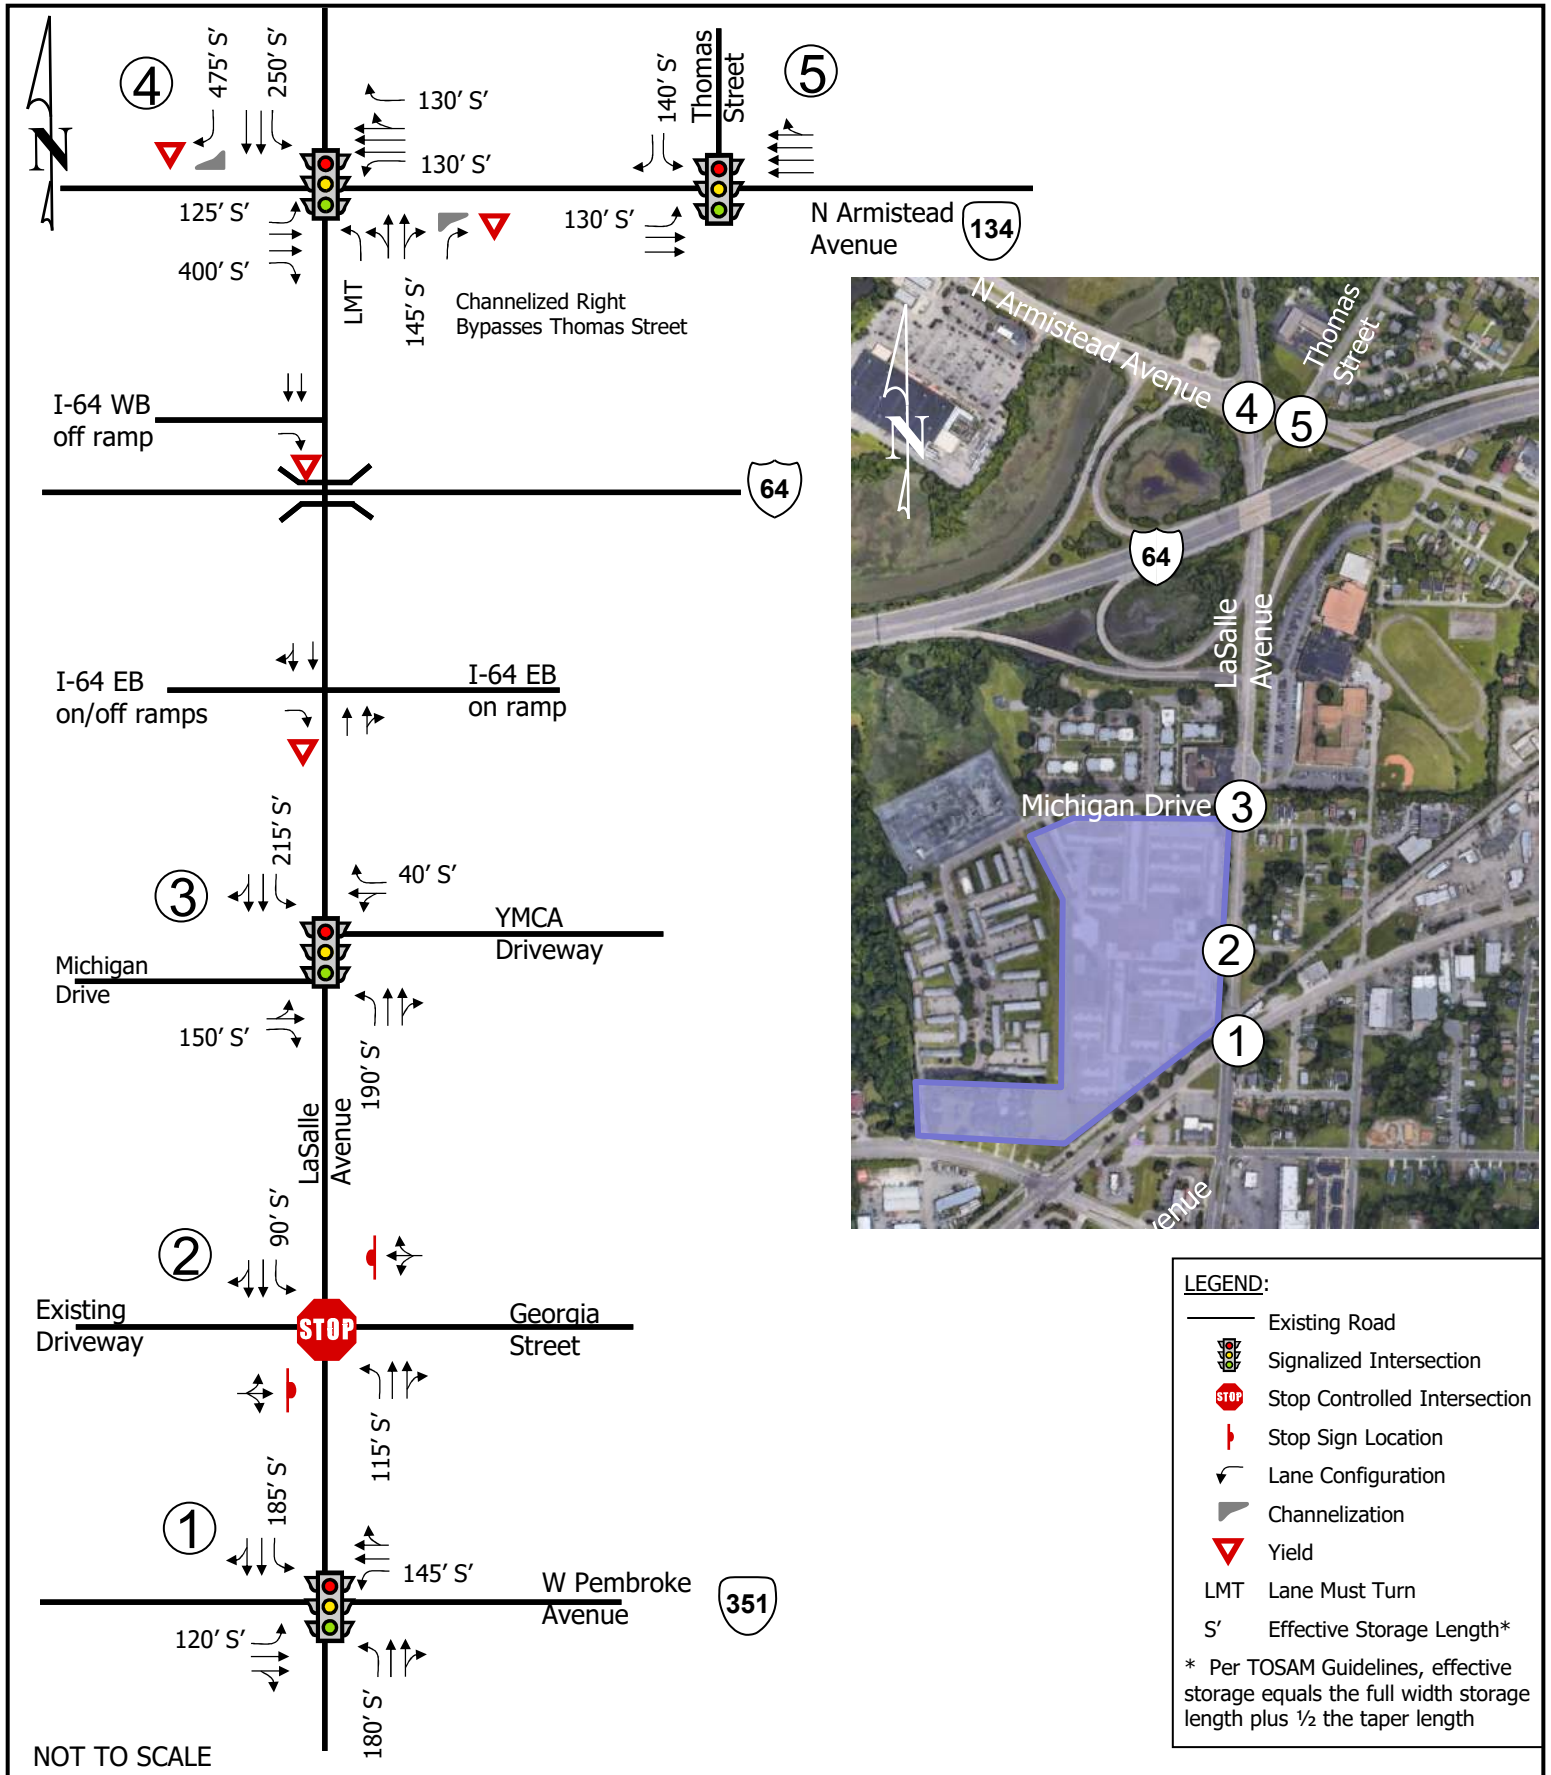 4
475' S'
250' S'
130' S'
130' S'
N
125' S'
400' S'
LMT
145' S'
Channelized Right
Bypasses Thomas Street
Thomas
Street
140' S'
5
130' S'
N Armistead
Avenue
134
I-64 WB
off ramp
64
I-64 EB
on/off ramps
I-64 EB
on ramp
3
215' S'
40' S'
YMCA
Driveway
Michigan
Drive
150' S'
190' S'
LaSalle
Avenue
2
90' S'
Existing
Driveway
STOP
Georgia
Street
115' S'
1
185' S'
145' S'
W Pembroke
Avenue
351
120' S'
180' S'
NOT TO SCALE
N Armistead Avenue
Thomas
Street
N
4
5
64
LaSalle
Avenue
Michigan Drive
3
2
1
venue
LEGEND:
Existing Road
Signalized Intersection
STOP
Stop Controlled Intersection
Stop Sign Location
Lane Configuration
Channelization
Yield
LMT Lane Must Turn
S' Effective Storage Length*
* Per TOSAM Guidelines, effective
storage equals the full width storage
length plus ½ the taper length